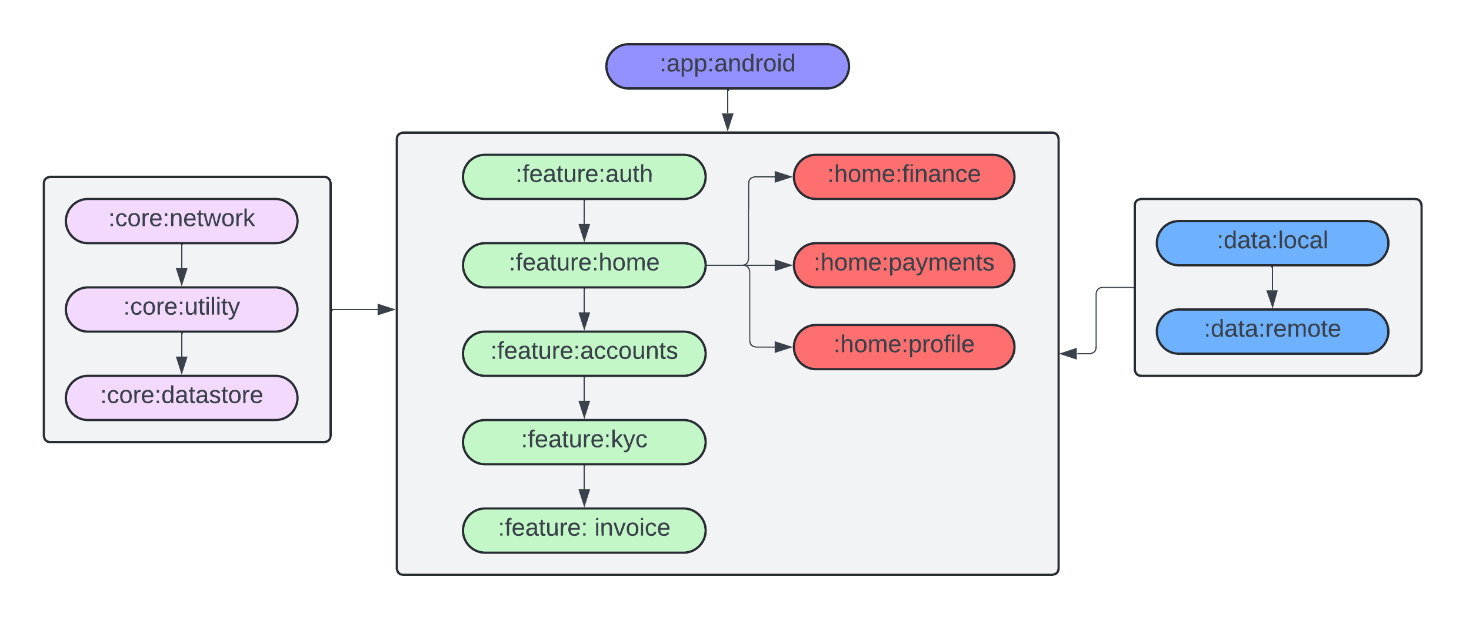 :app:android
:core:network
:core:utility
:core:datastore
:feature:auth
:feature:home
:feature:accounts
:feature:kyc
:feature: invoice
:home:finance
:home:payments
:home:profile
:data:local
:data:remote